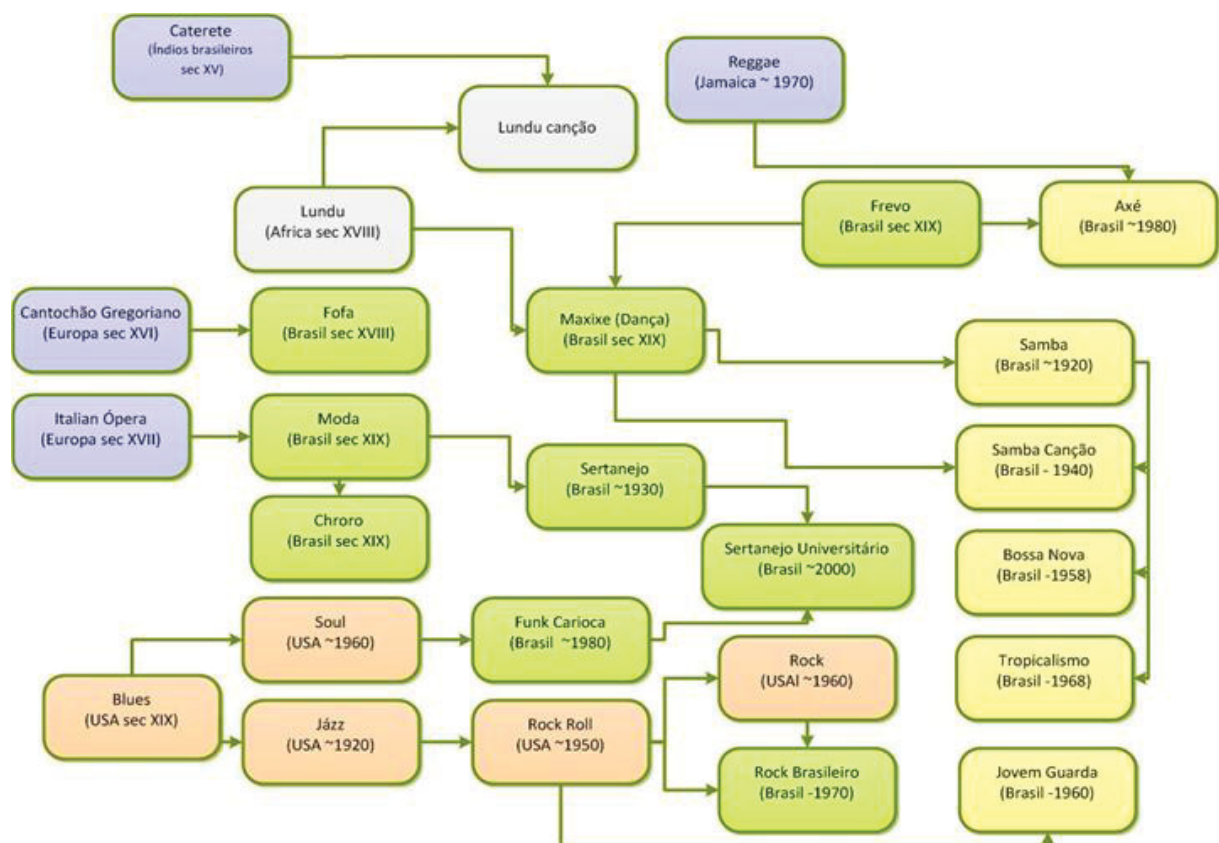 Caterete
(Índios brasileiros
sec XV)
Reggae
(Jamaica ~ 1970)
Lundu canção
Lundu
(Africa sec XVIII)
Frevo
(Brasil sec XIX)
Axé
(Brasil ~1980)
Cantochão Gregoriano
(Europa sec XVI)
Fofa
(Brasil sec XVIII)
Maxixe (Dança)
(Brasil sec XIX)
Samba
(Brasil ~1920)
Italian Ópera
(Europa sec XVII)
Moda
(Brasil sec XIX)
Sertanejo
(Brasil ~1930)
Samba Canção
(Brasil - 1940)
Chroro
(Brasil sec XIX)
Sertanejo Universitário
(Brasil ~2000)
Bossa Nova
(Brasil -1958)
Soul
(USA ~1960)
Funk Carioca
(Brasil ~1980)
Rock
(USAl ~1960)
Tropicalismo
(Brasil -1968)
Blues
(USA sec XIX)
Jázz
(USA ~1920)
Rock Roll
(USA ~1950)
Rock Brasileiro
(Brasil -1970)
Jovem Guarda
(Brasil -1960)